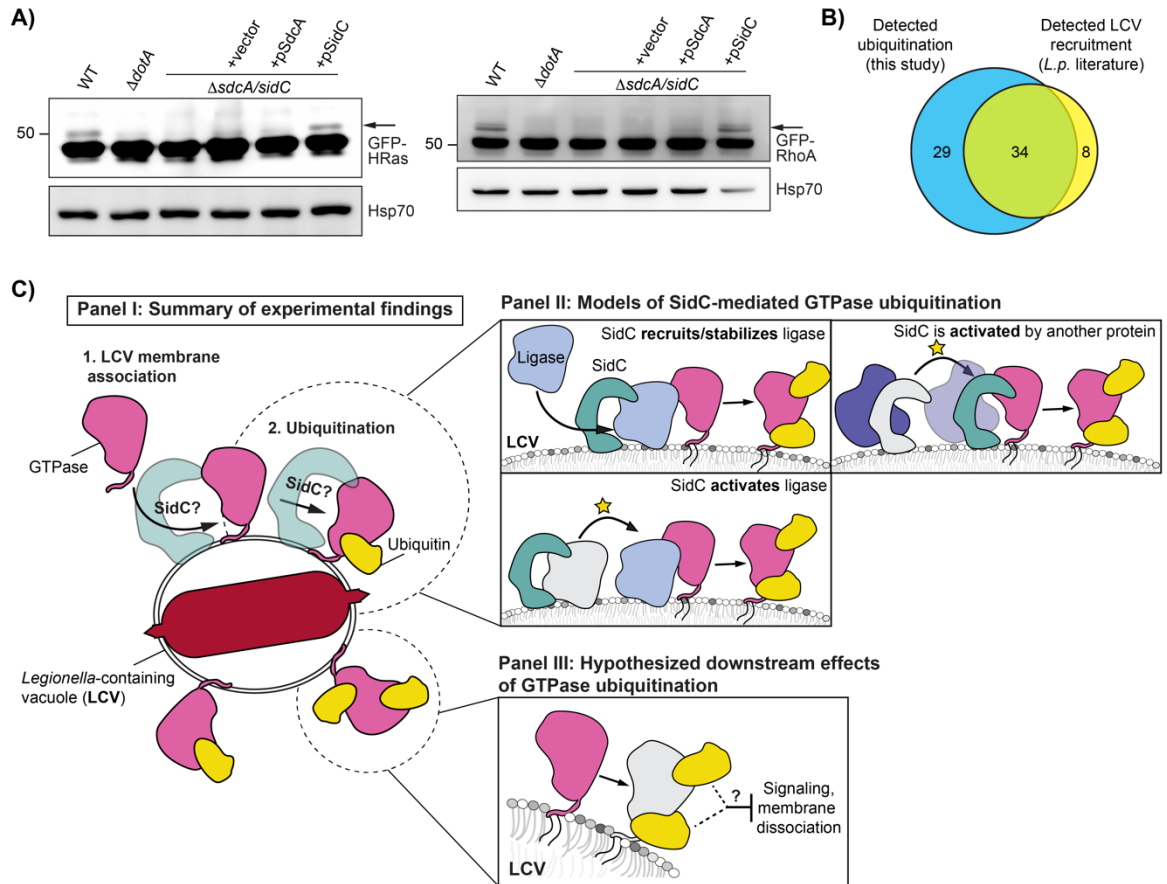 A)
WT
ΔdotA
+vector
+pSdcA
+pSidC
ΔsdcA/sidC
50
GFP-
HRas
Hsp70
WT
ΔdotA
+vector
+pSdcA
+pSidC
ΔsdcA/sidC
50
GFP-
RhoA
Hsp70
B)
Detected
ubiquitination
(this study)
Detected LCV
recruitment
(L.p. literature)
29
34
8
C)
Panel I: Summary of experimental findings
1. LCV membrane
association
GTPase
SidC?
2. Ubiquitination
SidC?
Ubiquitin
Legionella-containing
vacuole (LCV)
Panel II: Models of SidC-mediated GTPase ubiquitination
SidC recruits/stabilizes ligase
Ligase
SidC
LCV
SidC is activated by another protein
SidC activates ligase
Panel III: Hypothesized downstream effects
of GTPase ubiquitination
?
Signaling,
membrane
dissociation
LCV